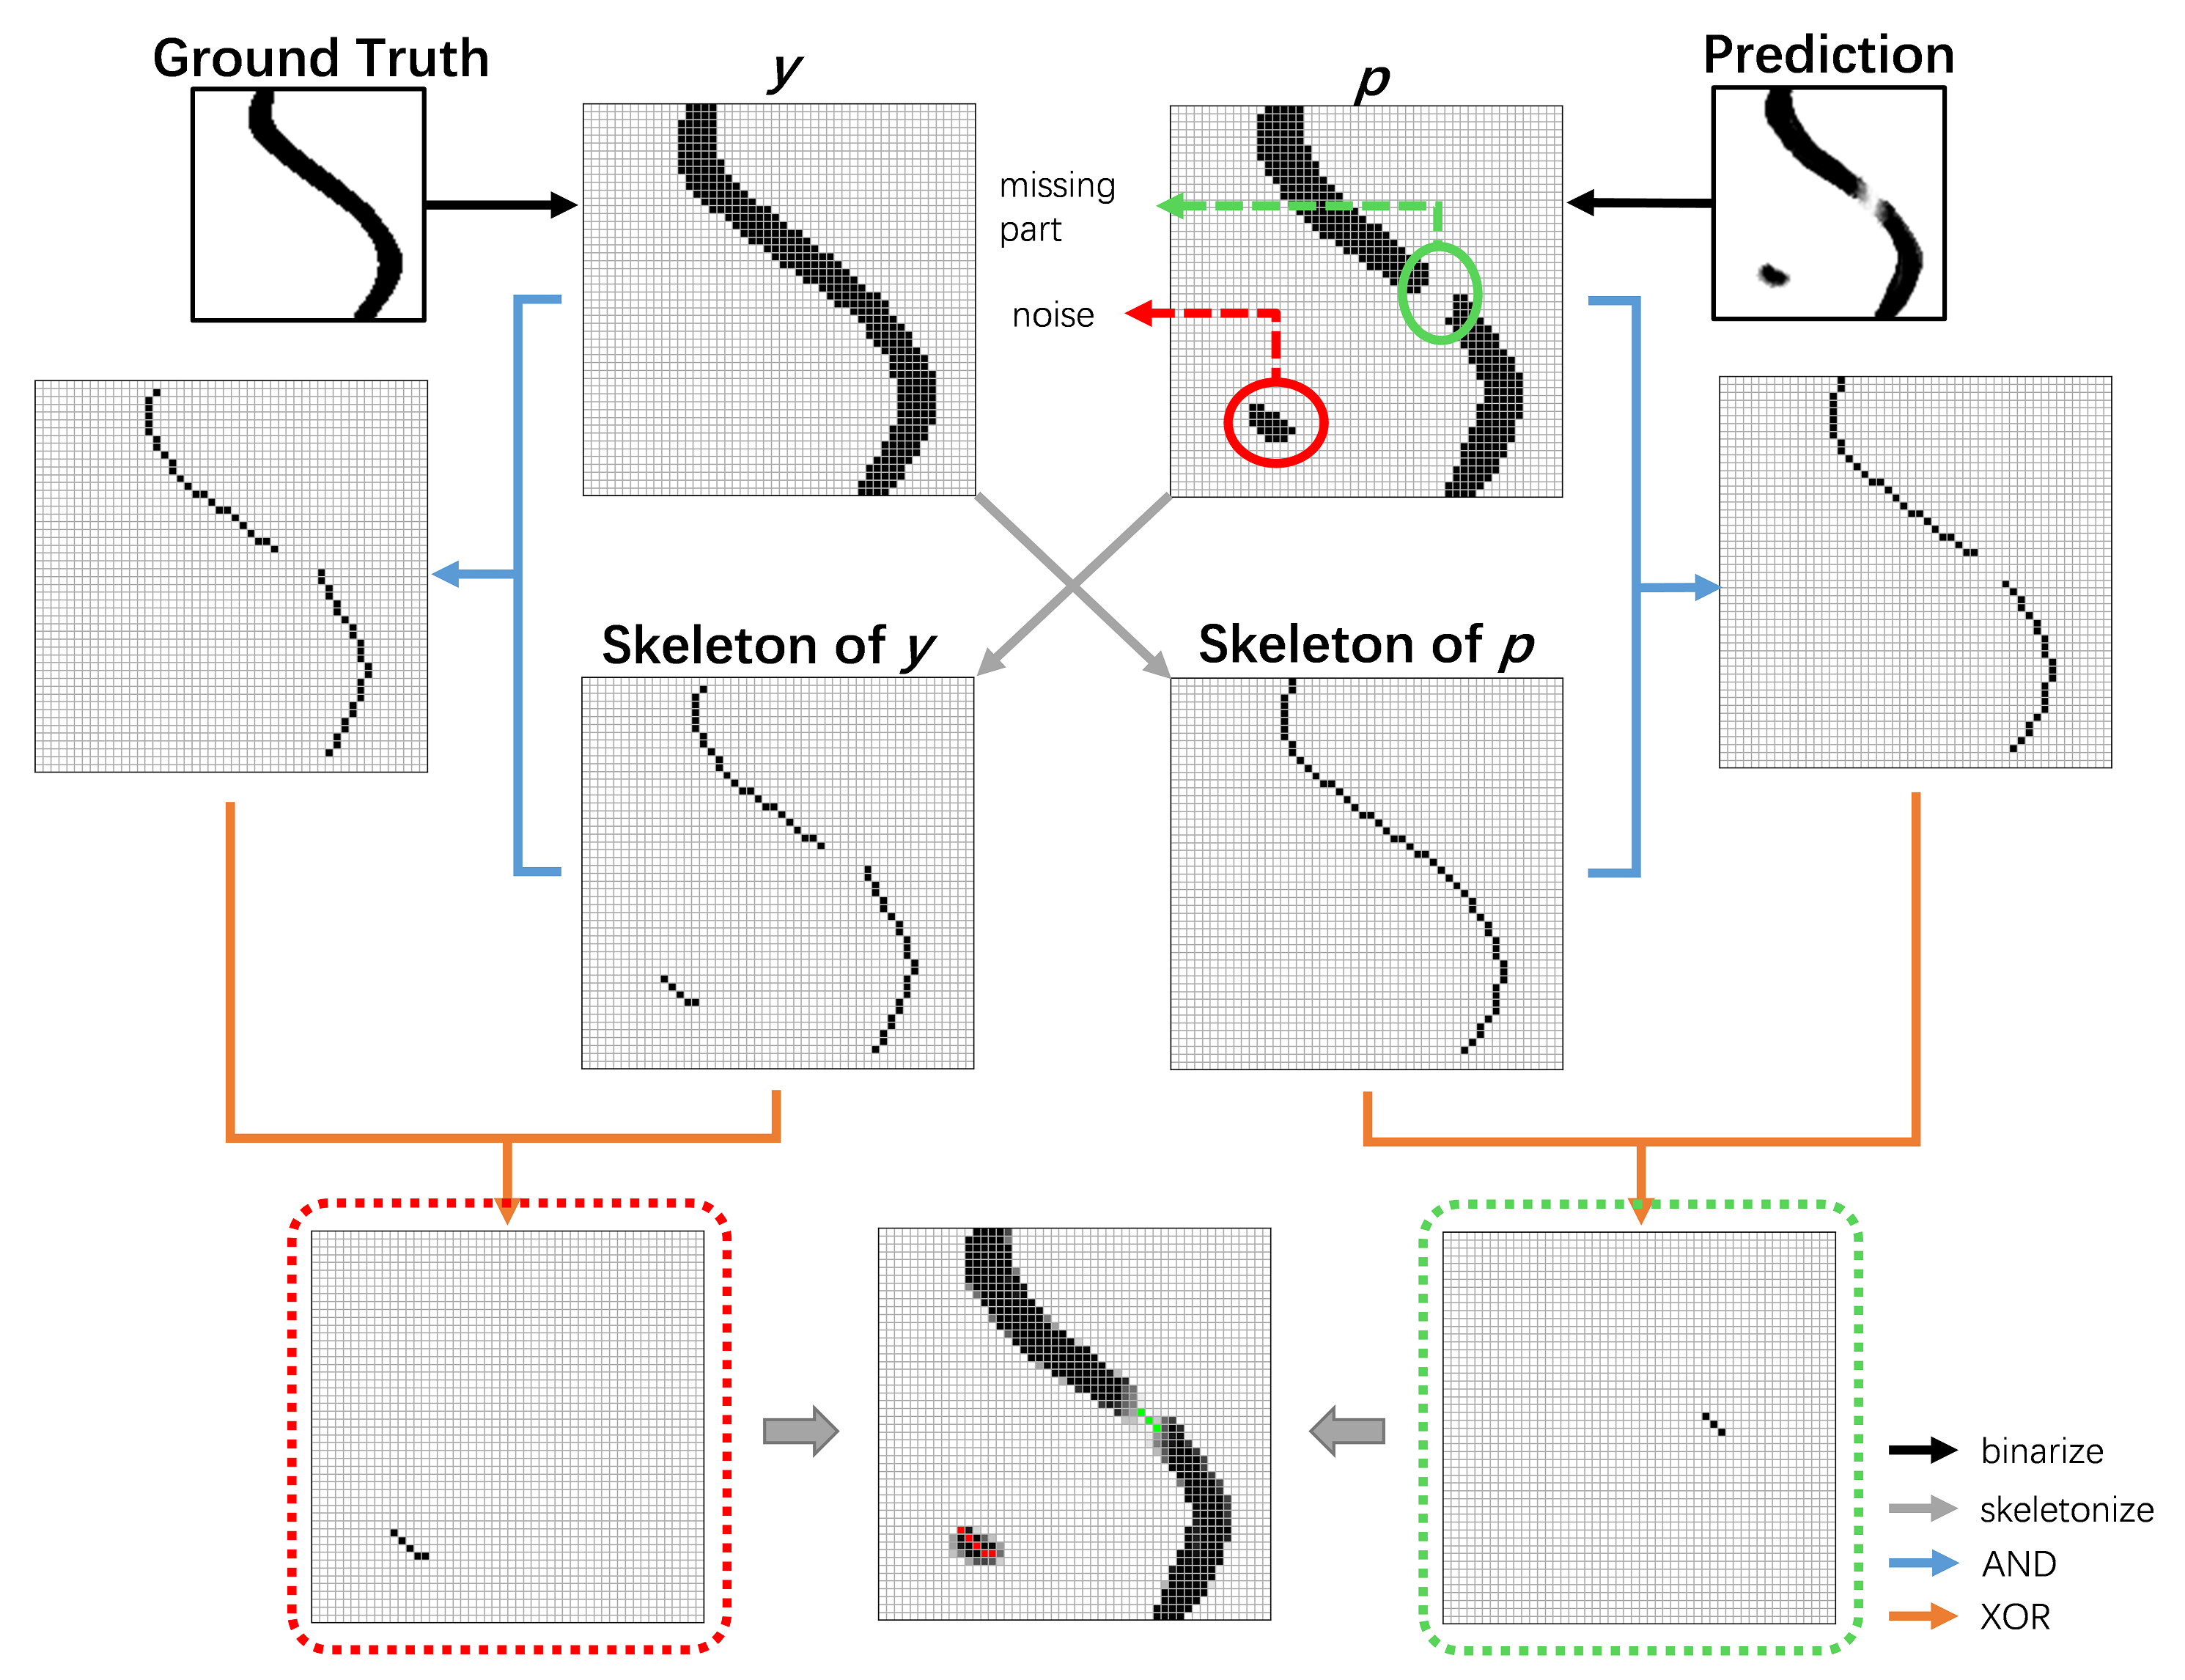 Ground Truth
y
p
Prediction
missing
part
noise
Skeleton of y
Skeleton of p
binarize
skeletonize
AND
XOR